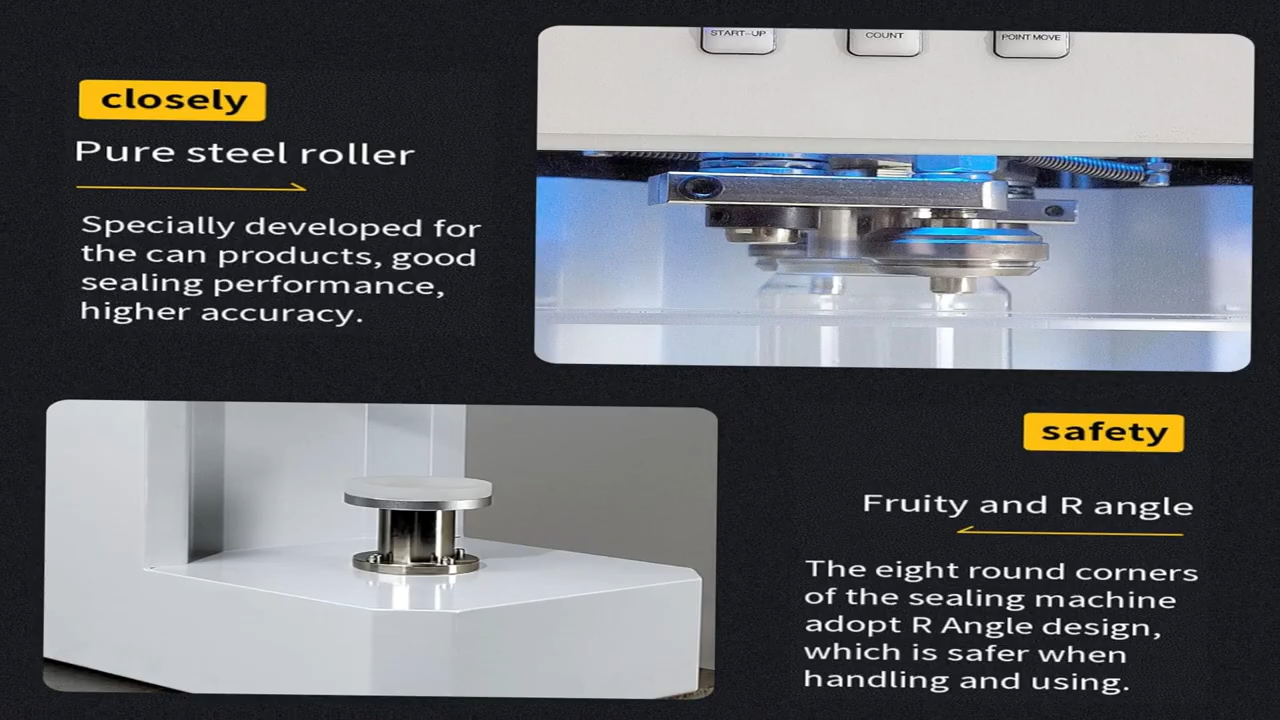 closely
Pure steel roller
Specially developed for
the can products, good
sealing performance,
higher accuracy.
START-UP
COUNT
POINT MOVE
safety
Fruity and R angle
The eight round corners
of the sealing machine
adopt R Angle design,
which is safer when
handling and using.